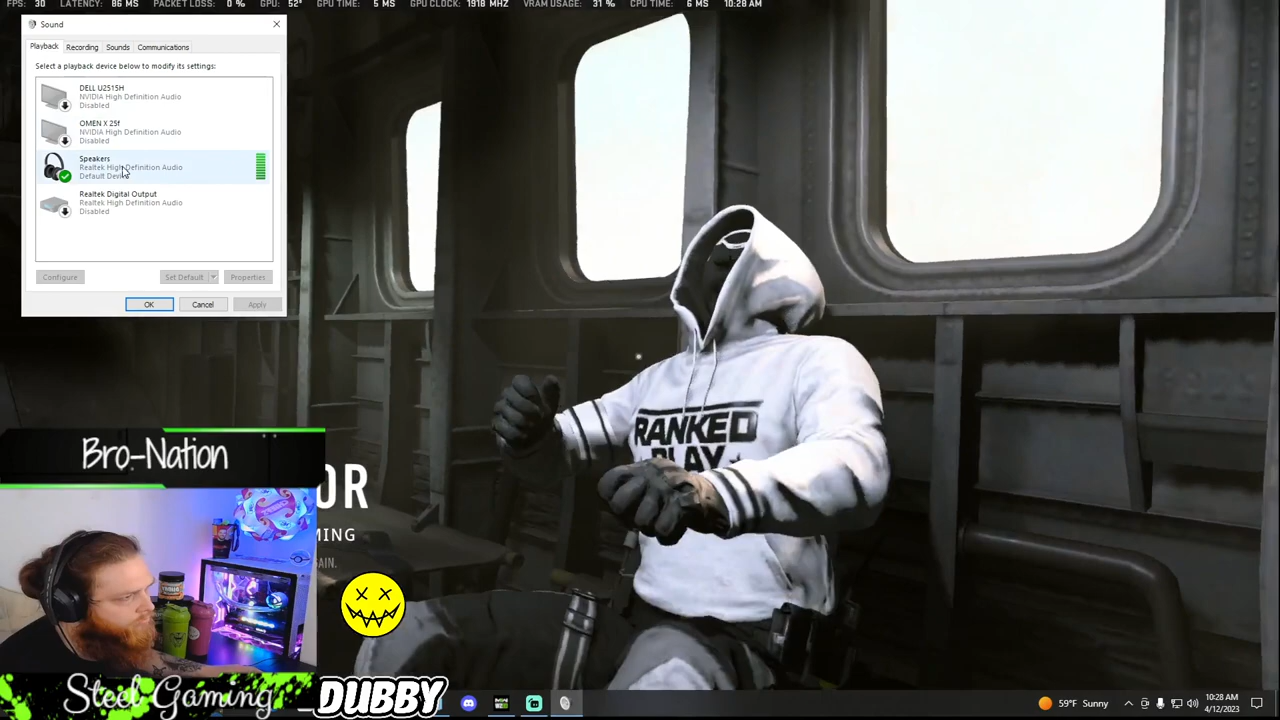 FPS: 30 LATENCY: 86 MS PACKET LOSS: 0 % GPU: 52° GPU TIME: 5 MS GPU CLOCK: 1918 MHZ VRAM USAGE: 31 % CPU TIME: 6 MS 10:28 AM
Sound
Playback Recording Sounds Communications
Select a playback device below to modify its settings:
DELL U2515H
NVIDIA High Definition Audio
Disabled
OMEN X 25f
NVIDIA High Definition Audio
Disabled
Speakers
Realtek High Definition Audio
Default
Realtek Digital Output
Realtek High Definition Audio
Disabled
Configure Set Default Properties
OK Cancel Apply
RANKED
PLAY
Bro-Nation
OR
MING
AIN.
Steel Gaming
DUBBY
59°F Sunny
10:28 AM
4/12/2023